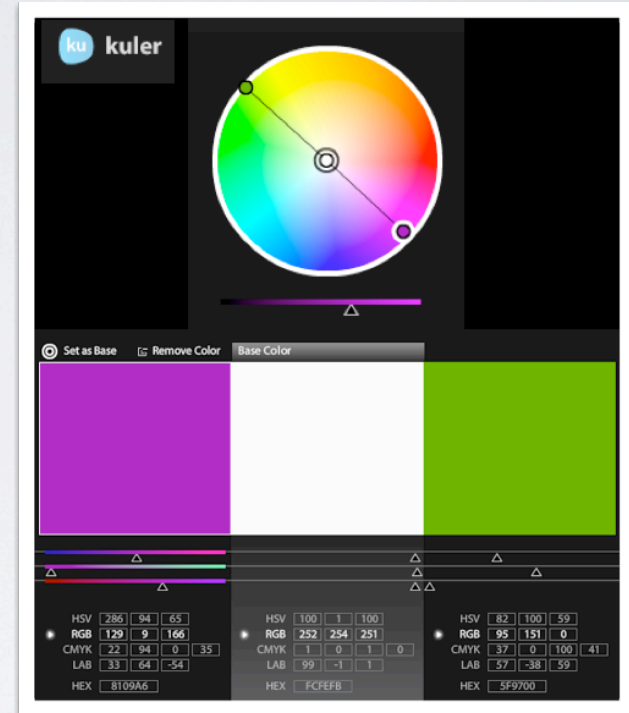 ku kuler
Set as Base Remove Color Base Color
HSV 286 94 65
RGB 129 9 166
CMYK 22 94 0 35
LAB 33 64 -54
HEX 8109A6
HSV 100 1 100
RGB 252 254 251
CMYK 1 0 1 0
LAB 99 -1 1
HEX FCFEFB
HSV 82 100 59
RGB 95 151 0
CMYK 37 0 100 41
LAB 57 -38 59
HEX 5F9700